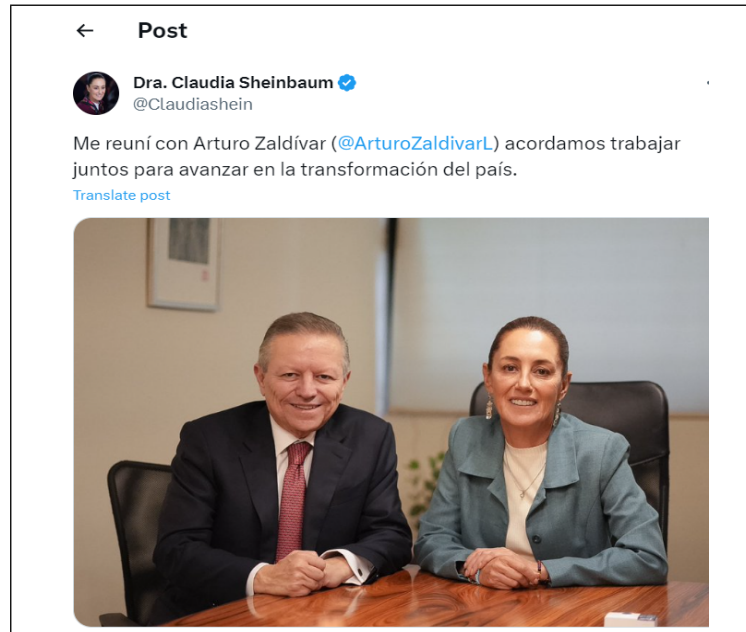 Post
Dra. Claudia Sheinbaum
@Claudiashein
Me reuní con Arturo Zaldívar (@ArturoZaldivarL) acordamos trabajar
juntos para avanzar en la transformación del país.
Translate post